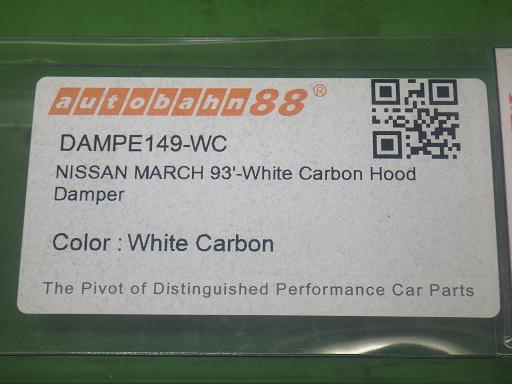 autobahn88®
DAMPE149-WC
NISSAN MARCH 93'-White Carbon Hood
Damper
Color : White Carbon
The Pivot of Distinguished Performance Car Parts